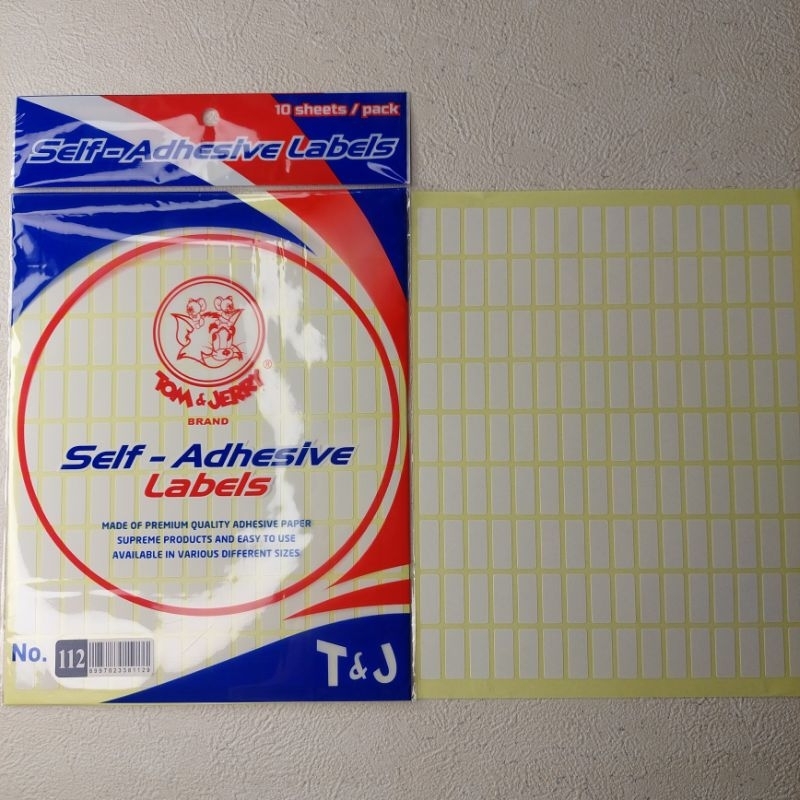 10 sheets / pack
Self - Adhesive Labels
TOM & JERRY ®
BRAND
Self - Adhesive
Labels
MADE OF PREMIUM QUALITY ADHESIVE PAPER
SUPREME PRODUCTS AND EASY TO USE
AVAILABLE IN VARIOUS DIFFERENT SIZES
No. 112
T & J